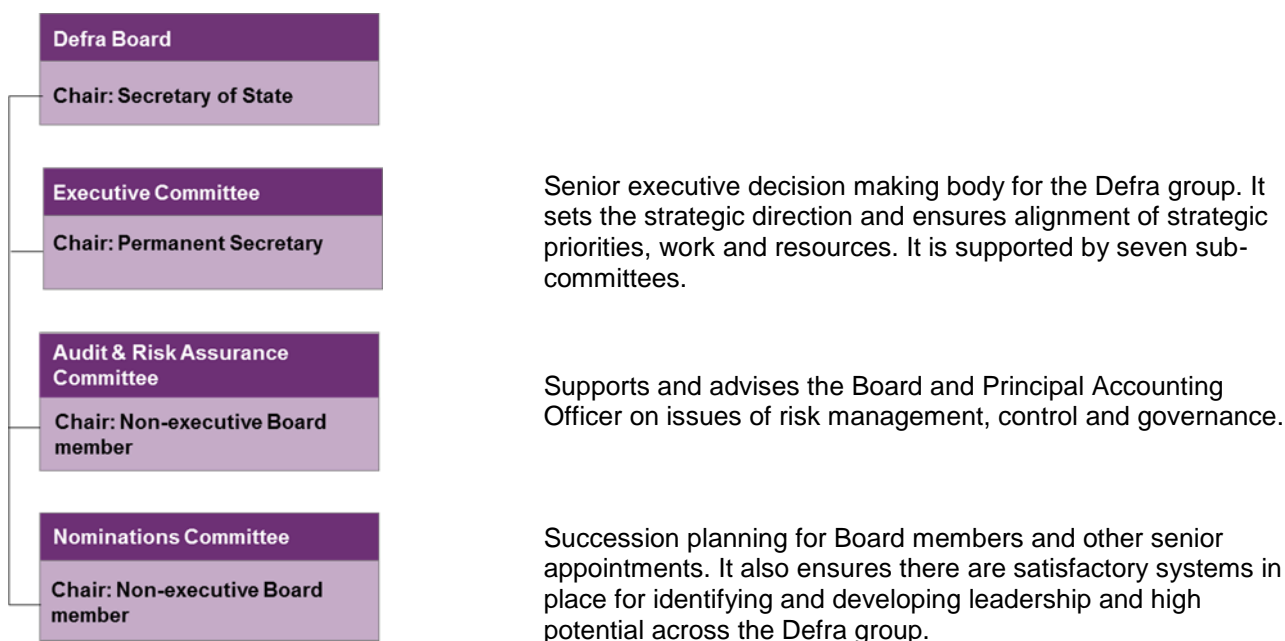 Defra Board
Chair: Secretary of State
Executive Committee
Chair: Permanent Secretary
Senior executive decision making body for the Defra group. It
sets the strategic direction and ensures alignment of strategic
priorities, work and resources. It is supported by seven sub-
committees.
Audit & Risk Assurance
Committee
Chair: Non-executive Board
member
Supports and advises the Board and Principal Accounting
Officer on issues of risk management, control and governance.
Nominations Committee
Chair: Non-executive Board
member
Succession planning for Board members and other senior
appointments. It also ensures there are satisfactory systems in
place for identifying and developing leadership and high
potential across the Defra group.